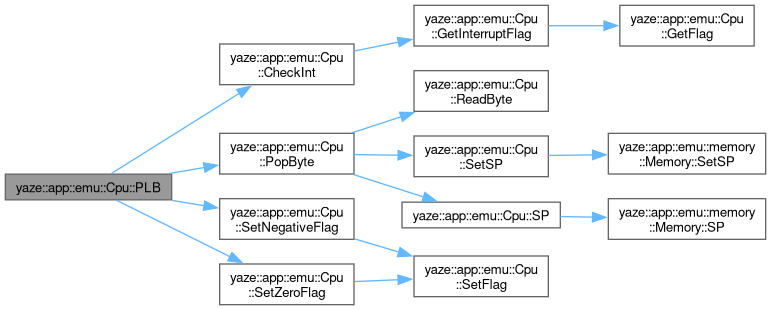 yaze::app::emu::Cpu::PLB
yaze::app::emu::Cpu
::CheckInt
yaze::app::emu::Cpu
::PopByte
yaze::app::emu::Cpu
::SetNegativeFlag
yaze::app::emu::Cpu
::SetZeroFlag
yaze::app::emu::Cpu
::GetInterruptFlag
yaze::app::emu::Cpu
::ReadByte
yaze::app::emu::Cpu
::SetSP
yaze::app::emu::Cpu::SP
yaze::app::emu::Cpu
::SetFlag
yaze::app::emu::Cpu
::GetFlag
yaze::app::emu::memory
::Memory::SetSP
yaze::app::emu::memory
::Memory::SP